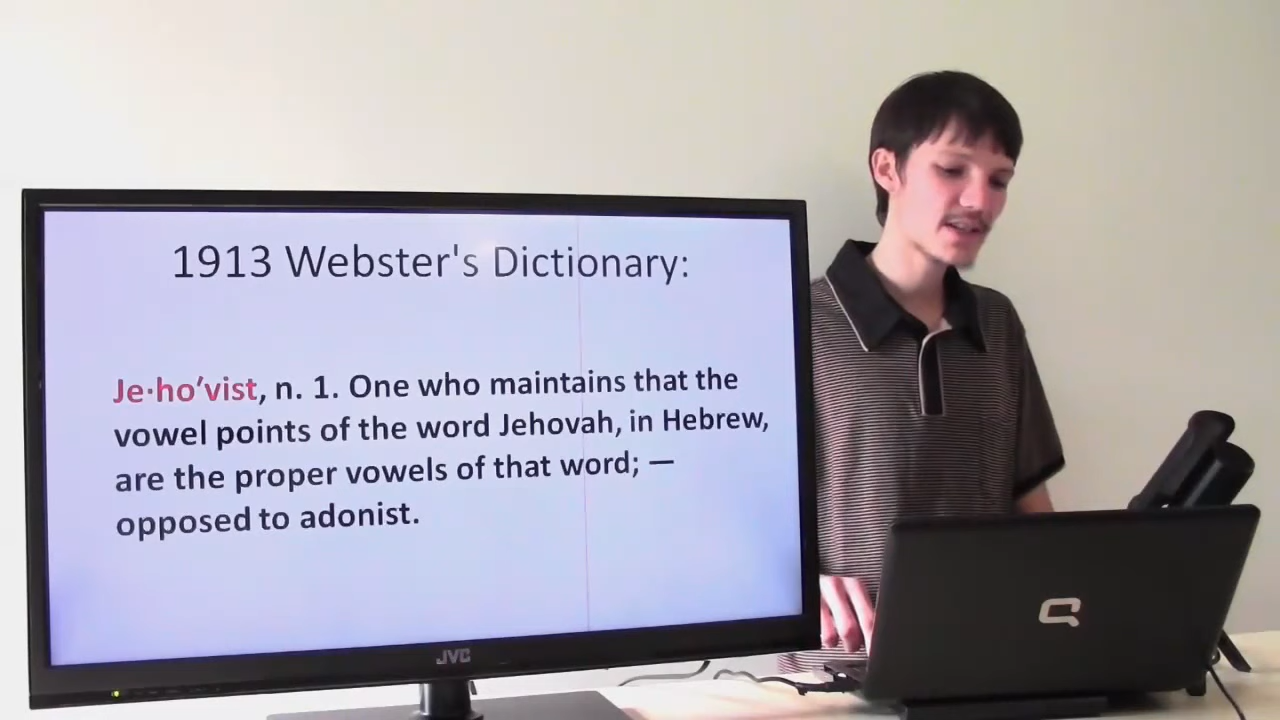 1913 Webster's Dictionary:
Je·ho′vist, n. 1. One who maintains that the
vowel points of the word Jehovah, in Hebrew,
are the proper vowels of that word; —
opposed to adonist.
JVC